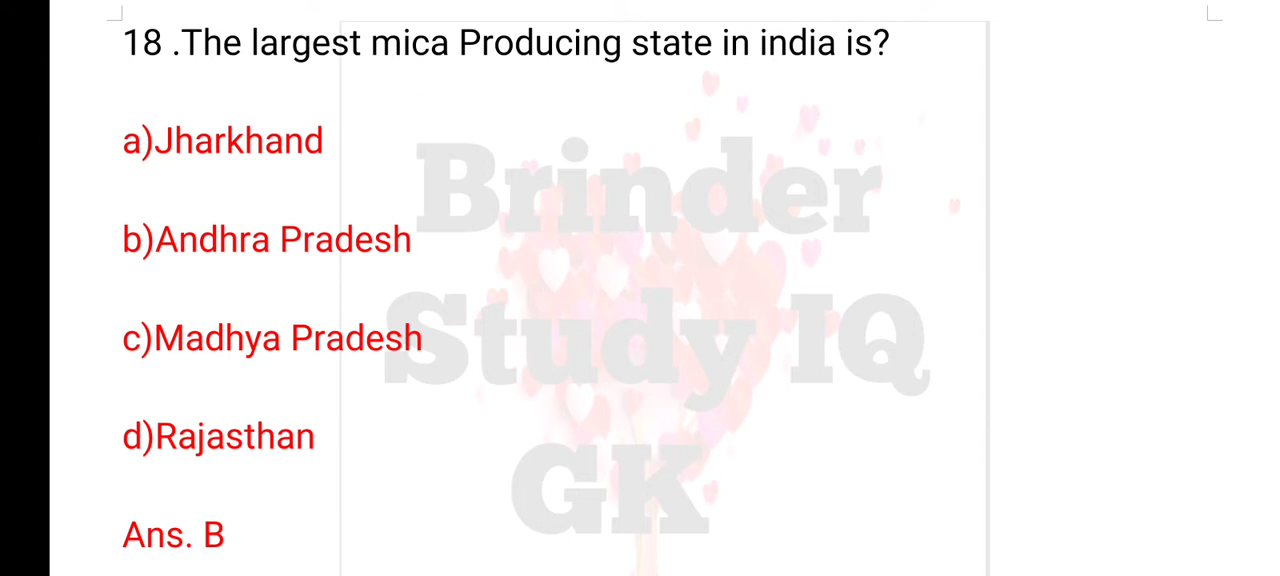 18 .The largest mica Producing state in india is?
a)Jharkhand
b)Andhra Pradesh
c)Madhya Pradesh
d)Rajasthan
Ans. B
Brinder
Study IQ
GK